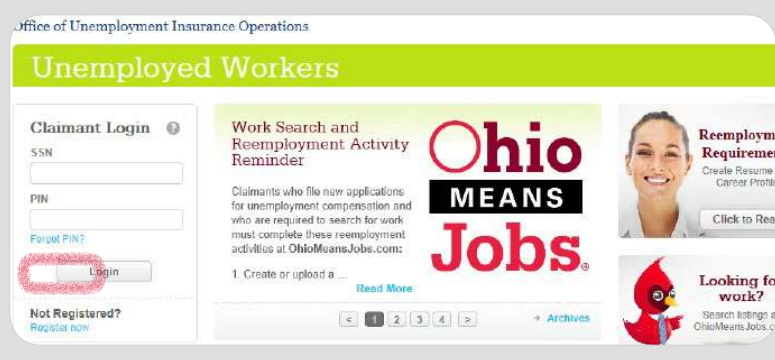 Office of Unemployment Insurance Operations
Unemployed Workers
Claimant Login ?
SSN
PIN
Forgot PIN?
Login
Not Registered?
Register now
Work Search and
Reemployment Activity
Reminder
Claimants who file new applications
for unemployment compensation and
who are required to search for work
must complete these reemployment
activities at OhioMeansJobs.com:
1. Create or upload a ...
Read More
Ohio
MEANS
Jobs.
< 1 2 3 4 >
Archives
Reemploym
Requiremen
Create Resume
Career Profile
Click to Rea
Looking fo
work?
Search listings a
OhioMeansJobs.c